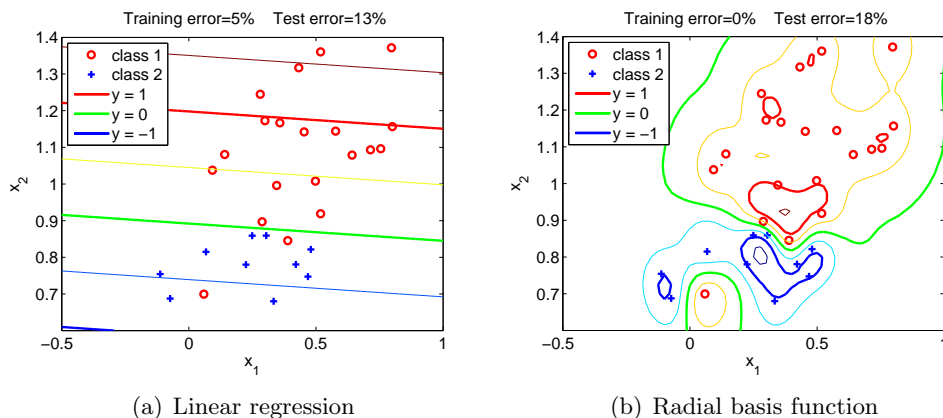 Training error=5% Test error=13%
1.4
1.3
1.2
1.1
1
0.9
0.8
0.7
−0.5
0
0.5
1
x2
x1
class 1
class 2
y = 1
y = 0
y = −1
(a) Linear regression
Training error=0% Test error=18%
1.4
1.3
1.2
1.1
1
0.9
0.8
0.7
−0.5
0
0.5
1
x2
x1
class 1
class 2
y = 1
y = 0
y = −1
(b) Radial basis function